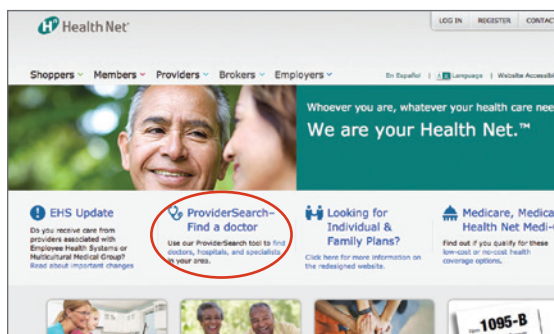 Health Net
LOG IN REGISTER CONTAC
Shoppers Members Providers Brokers Employers
En Español | Language | Website Accessibi
Whoever you are, whatever your health care nee
We are your Health Net.™
EHS Update
Do you receive care from
providers associated with
Employee Health Systems or
Multicultural Medical Group?
Read about important changes
ProviderSearch–
Find a doctor
Use our ProviderSearch tool to find
doctors, hospitals, and specialists
in your area.
Looking for
Individual &
Family Plans?
Click here for more information on
the redesigned website.
Medicare, Medica
Health Net Medi-
Find out if you qualify for these
low-cost or no-cost health
coverage options.
Form 1095-B